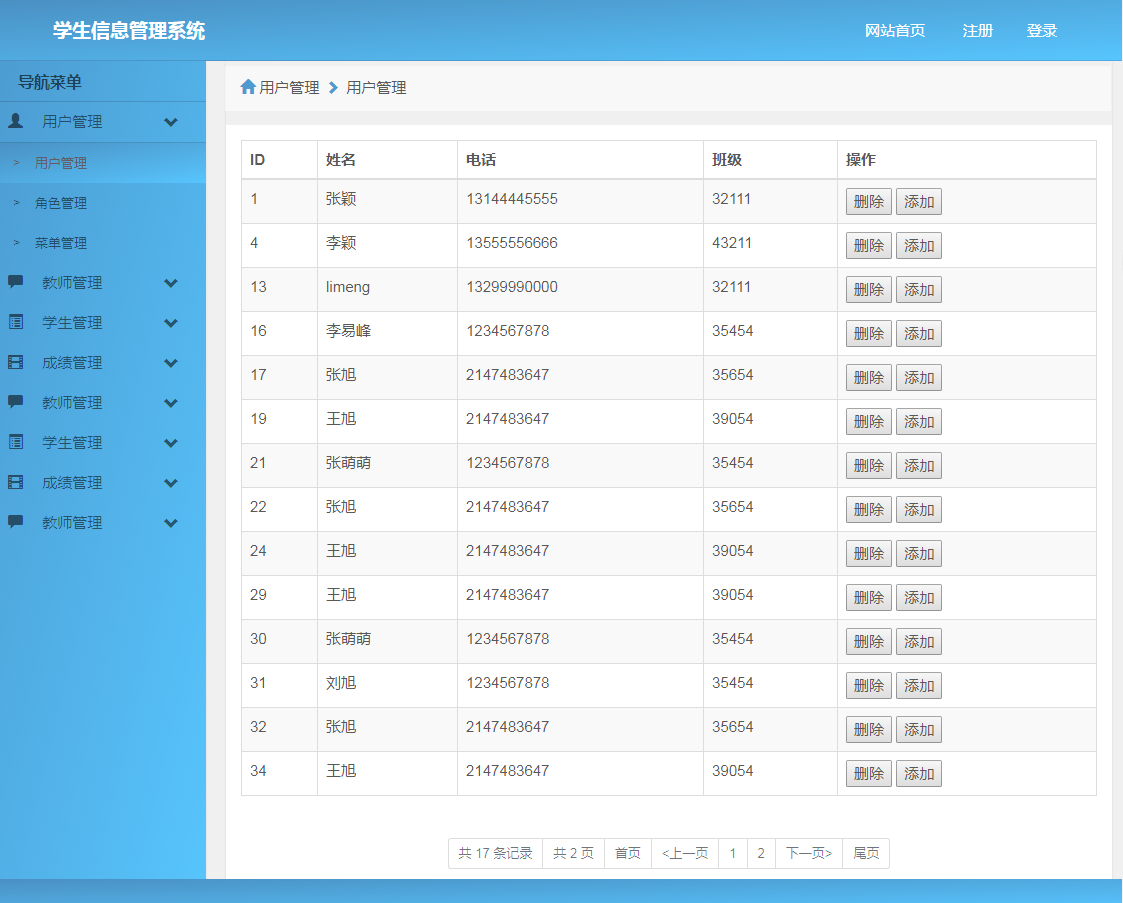 学生信息管理系统 网站首页 注册 登录
导航菜单
用户管理
> 用户管理
> 角色管理
> 菜单管理
教师管理
学生管理
成绩管理
教师管理
学生管理
成绩管理
教师管理
用户管理 用户管理
ID 姓名 电话 班级 操作
1 张颖 13144445555 32111 删除 添加
4 李颖 13555556666 43211 删除 添加
13 limeng 13299990000 32111 删除 添加
16 李易峰 1234567878 35454 删除 添加
17 张旭 2147483647 35654 删除 添加
19 王旭 2147483647 39054 删除 添加
21 张萌萌 1234567878 35454 删除 添加
22 张旭 2147483647 35654 删除 添加
24 王旭 2147483647 39054 删除 添加
29 王旭 2147483647 39054 删除 添加
30 张萌萌 1234567878 35454 删除 添加
31 刘旭 1234567878 35454 删除 添加
32 张旭 2147483647 35654 删除 添加
34 王旭 2147483647 39054 删除 添加
共 17 条记录 共 2 页 首页 <上一页 1 2 下一页> 尾页